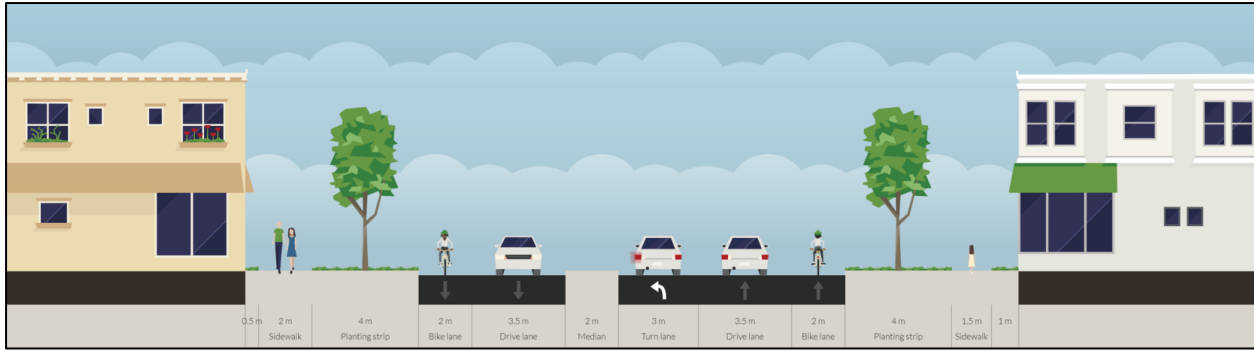 0.5 m 2 m 4 m 2 m 3.5 m 2 m 3 m 3.5 m 2 m 4 m 1.5 m 1 m
Sidewalk Planting strip Bike lane Drive lane Median Turn lane Drive lane Bike lane Planting strip Sidewalk